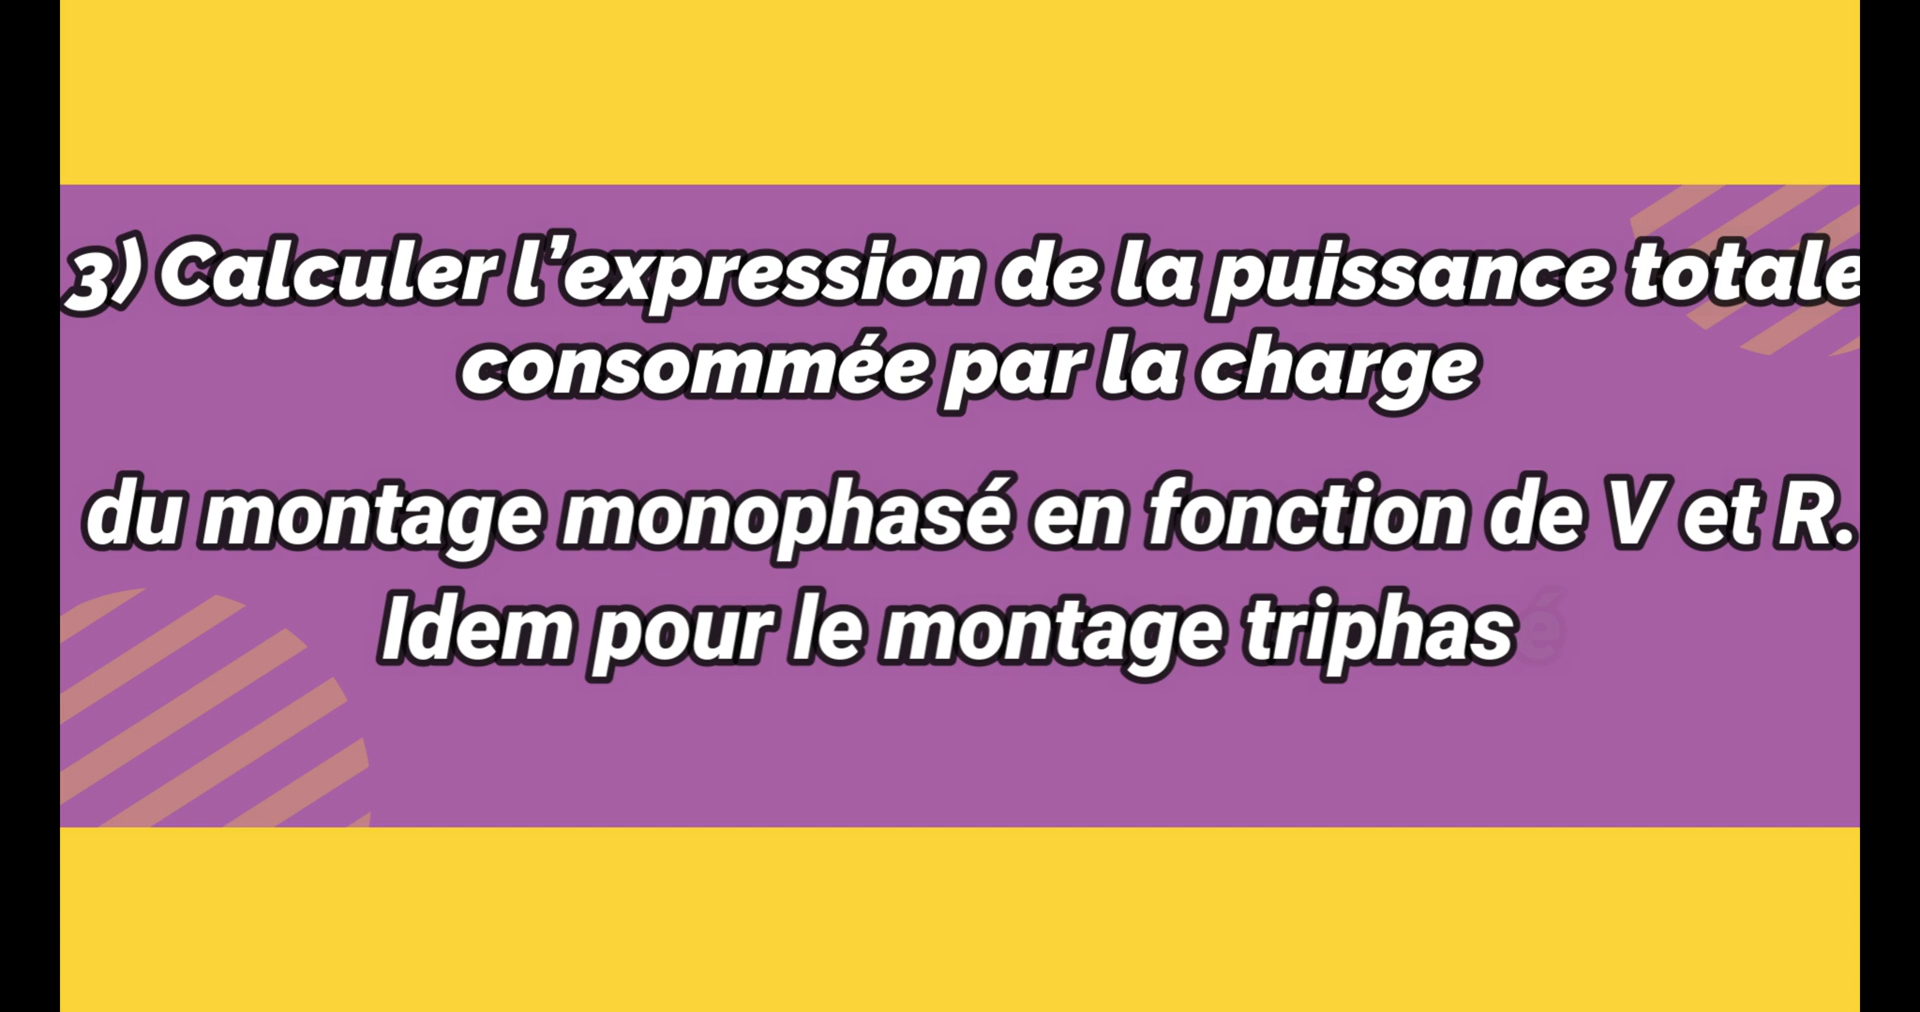 3) Calculer l’expression de la puissance totale
consommée par la charge
du montage monophasé en fonction de V et R.
Idem pour le montage triphasé